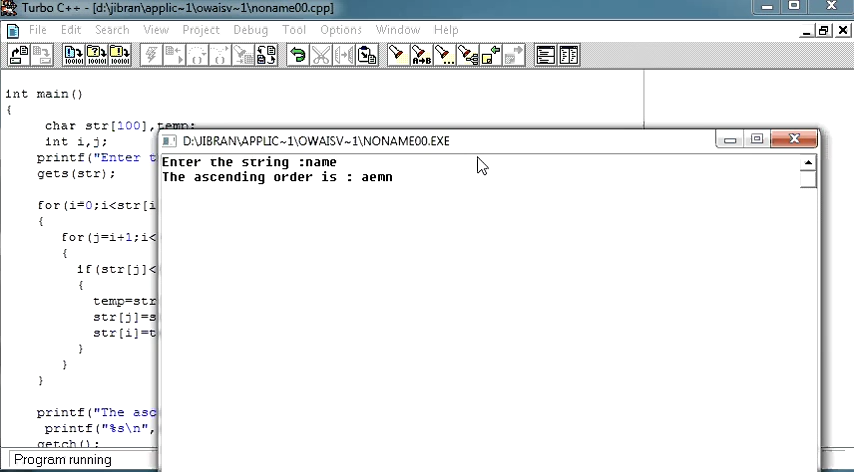 Turbo C++ - [d:\jibran\applic~1\owaisv~1\noname00.cpp]
File Edit Search View Project Debug Tool Options Window Help
int main()
{
char str[100],temp;
int i,j;
printf("Enter t
gets(str);
for(i=0;i<str[i
{
for(j=i+1;i<
{
if(str[j]<
{
temp=str
str[j]=s
str[i]=t
}
}
}
printf("The asc
printf("%s\n",
getch();
Program running
D:\JIBRAN\APPLIC~1\OWAISV~1\NONAME00.EXE
Enter the string :name
The ascending order is : aemn